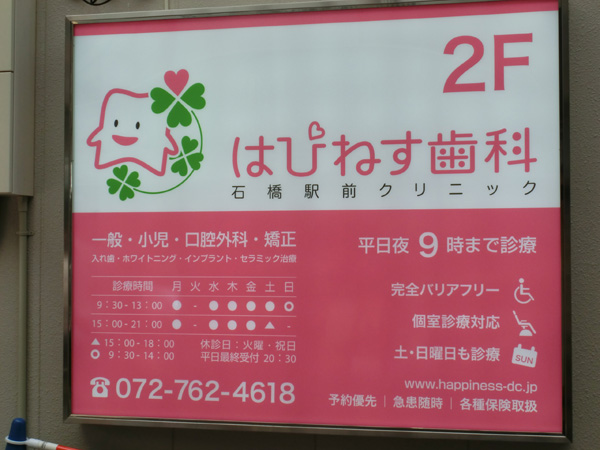 2F
はぴねす歯科
石橋駅前クリニック
一般・小児・口腔外科・矯正
入れ歯・ホワイトニング・インプラント・セラミック治療
平日夜9時まで診療
診療時間 月 火 水 木 金 土 日
9:30-13:00 ● - ● ● ● ● ◎
15:00-21:00 ● - ● ● ● ▲ -
▲15:00-18:00 休診日:火曜・祝日
◎9:30-14:00 平日最終受付 20:30
☎072-762-4618
完全バリアフリー
個室診療対応
土・日曜日も診療
SUN
www.happiness-dc.jp
予約優先|急患随時|各種保険取扱